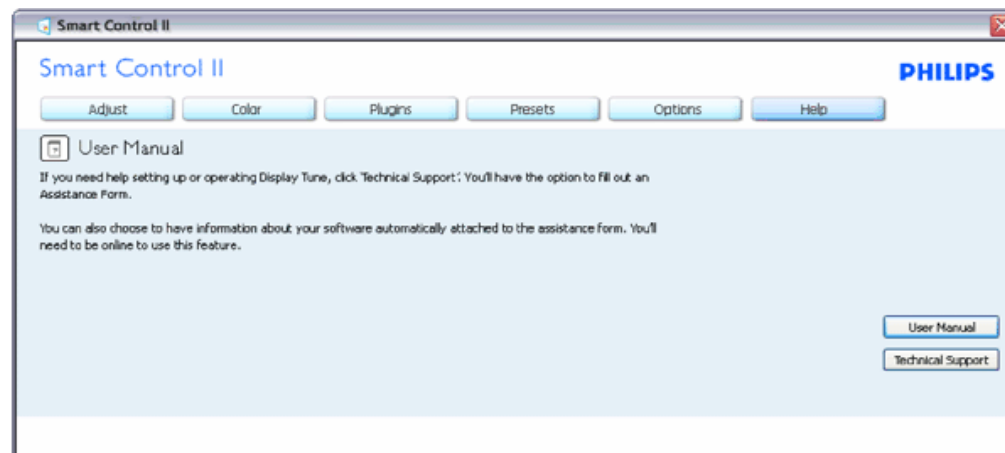 Smart Control II
Smart Control II
PHILIPS
Adjust Color Plugins Presets Options Help
User Manual
If you need help setting up or operating Display Tune, click 'Technical Support'. You'll have the option to fill out an
Assistance Form.
You can also choose to have information about your software automatically attached to the assistance form. You'll
need to be online to use this feature.
User Manual
Technical Support